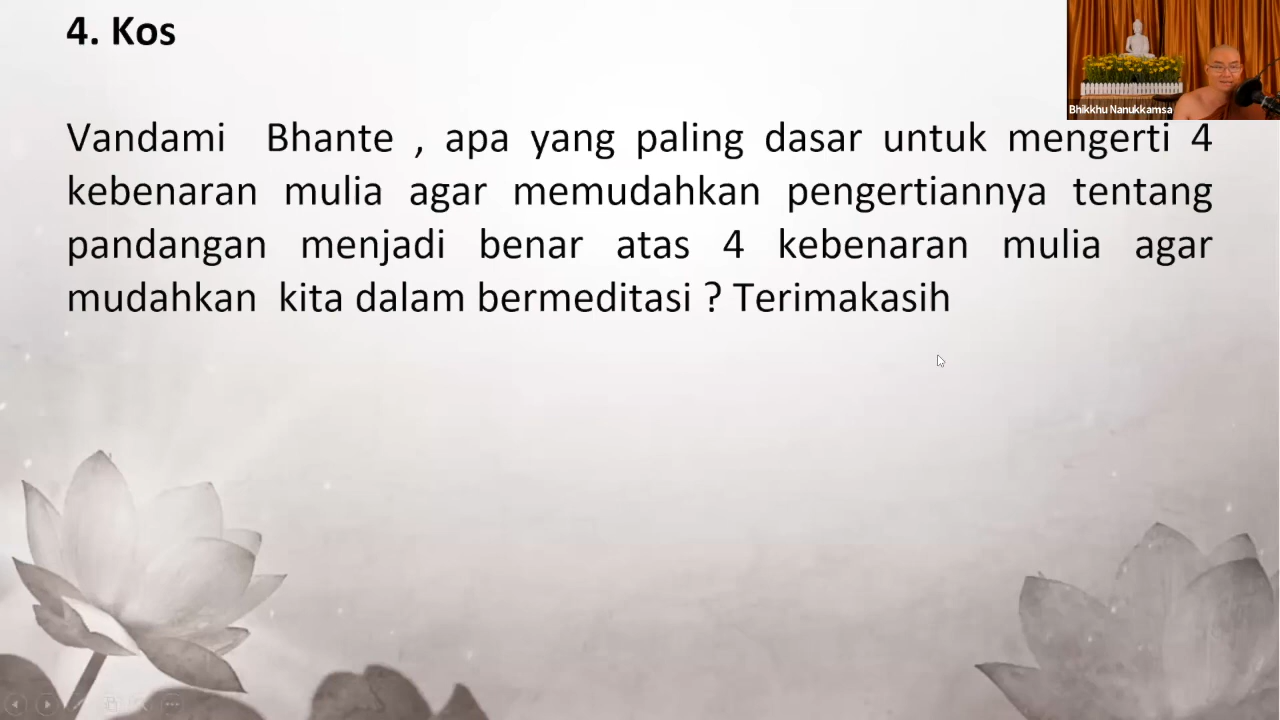 4. Kos
Bhikkhu Nanukkamsa
Vandami Bhante , apa yang paling dasar untuk mengerti 4
kebenaran mulia agar memudahkan pengertiannya tentang
pandangan menjadi benar atas 4 kebenaran mulia agar
mudahkan kita dalam bermeditasi ? Terimakasih